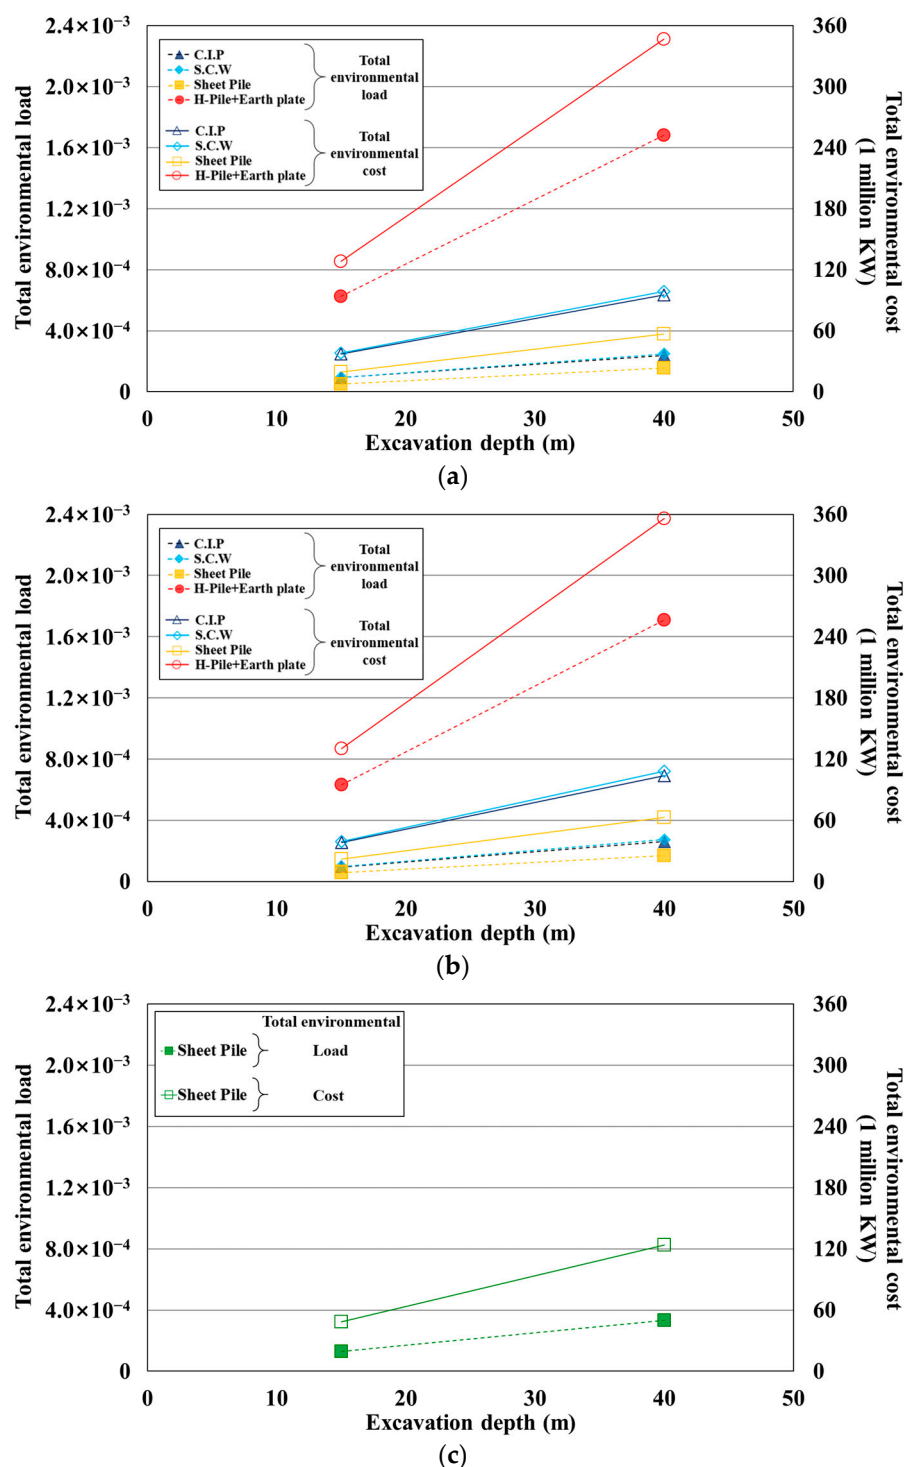 2.4×10⁻³
2.0×10⁻³
1.6×10⁻³
1.2×10⁻³
8.0×10⁻⁴
4.0×10⁻⁴
0
Total environmental load
C.I.P
S.C.W
Sheet Pile
H-Pile+Earth plate
Total
environmental
load
C.I.P
S.C.W
Sheet Pile
H-Pile+Earth plate
Total
environmental
cost
360
300
240
180
120
60
0
Total environmental cost
(1 million KW)
0 10 20 30 40 50
Excavation depth (m)
(a)
2.4×10⁻³
2.0×10⁻³
1.6×10⁻³
1.2×10⁻³
8.0×10⁻⁴
4.0×10⁻⁴
0
Total environmental load
C.I.P
S.C.W
Sheet Pile
H-Pile+Earth plate
Total
environmental
load
C.I.P
S.C.W
Sheet Pile
H-Pile+Earth plate
Total
environmental
cost
360
300
240
180
120
60
0
Total environmental cost
(1 million KW)
0 10 20 30 40 50
Excavation depth (m)
(b)
2.4×10⁻³
2.0×10⁻³
1.6×10⁻³
1.2×10⁻³
8.0×10⁻⁴
4.0×10⁻⁴
0
Total environmental load
Total environmental
Sheet Pile Load
Sheet Pile Cost
360
300
240
180
120
60
0
Total environmental cost
(1 million KW)
0 10 20 30 40 50
Excavation depth (m)
(c)